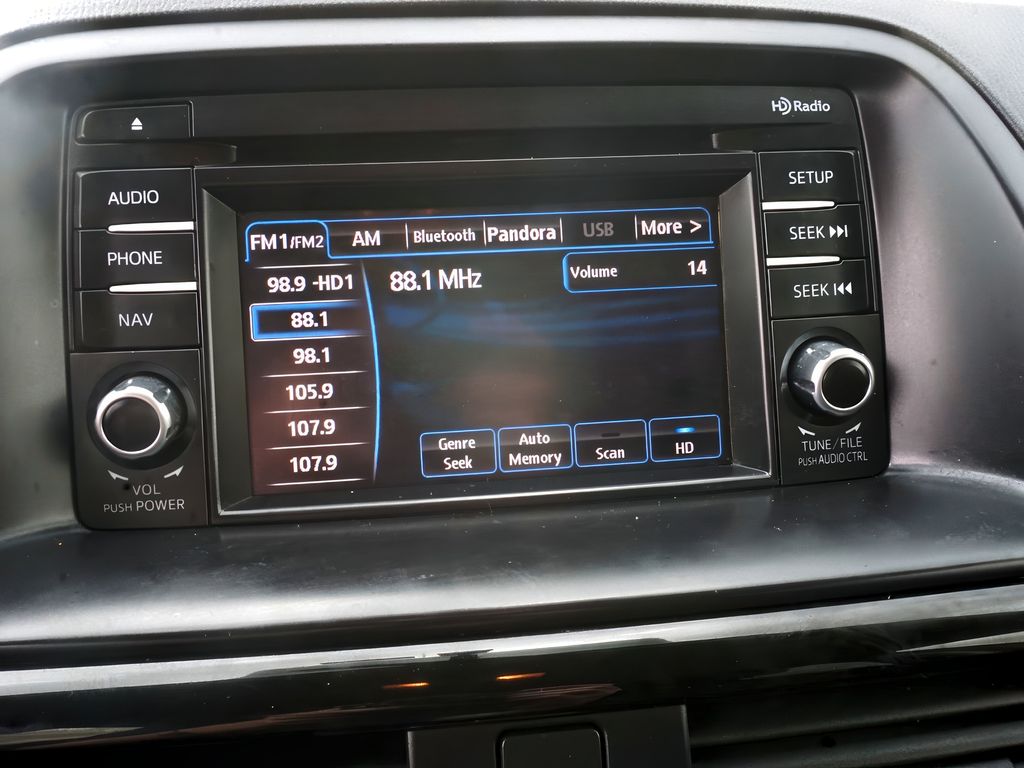 HD Radio
AUDIO
PHONE
NAV
VOL
PUSH POWER
FM1/FM2 AM Bluetooth Pandora USB More >
98.9 -HD1
88.1
98.1
105.9
107.9
107.9
88.1 MHz
Volume 14
Genre
Seek
Auto
Memory
Scan
HD
SETUP
SEEK
SEEK
TUNE/FILE
PUSH AUDIO CTRL